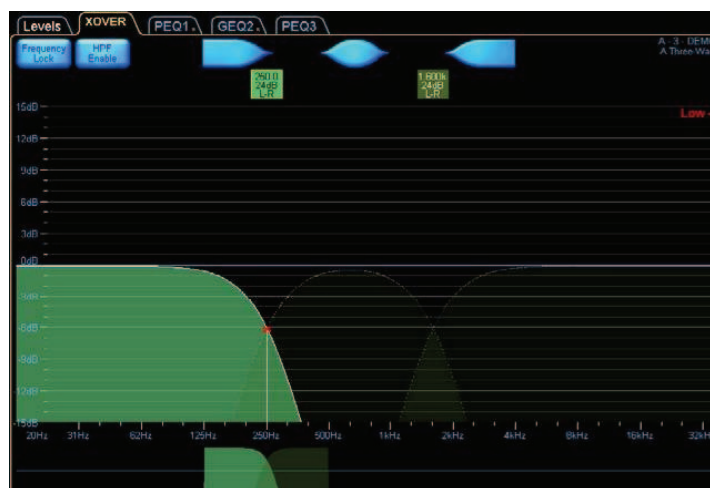 Levels XOVER PEQ1. GEQ2. PEQ3
Frequency Lock
HPF Enable
A - 3 - DEM
A Three-Wa
260.0
24dB
L-R
1.600k
24dB
L-R
15dB
Low
12dB
9dB
6dB
3dB
0dB
-3dB
-6dB
-9dB
-12dB
-15dB
20Hz 31Hz 62Hz 125Hz 250Hz 500Hz 1kHz 2kHz 4kHz 8kHz 16kHz 32k